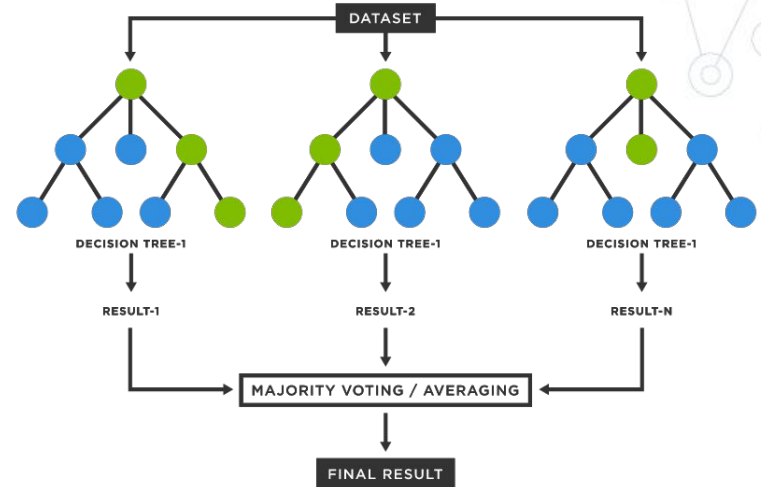 DATASET
DECISION TREE-1
DECISION TREE-1
DECISION TREE-1
RESULT-1
RESULT-2
RESULT-N
MAJORITY VOTING / AVERAGING
FINAL RESULT